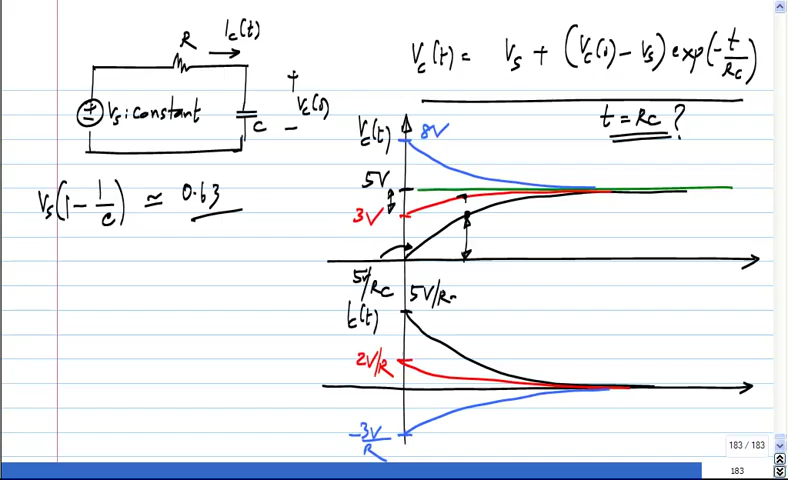 R
I_c(t)
V_s : constant
C
+
V_c(0)
−
V_c(t) = V_s + (V_c(0) − V_s) exp(−t/RC)
t = RC ?
V_s(1 − 1/e) ≃ 0.63
V_c(t)
8V
5V
3V
5V/RC
5V/R
I_c(t)
2V/R
−3V/R
183 / 183
183